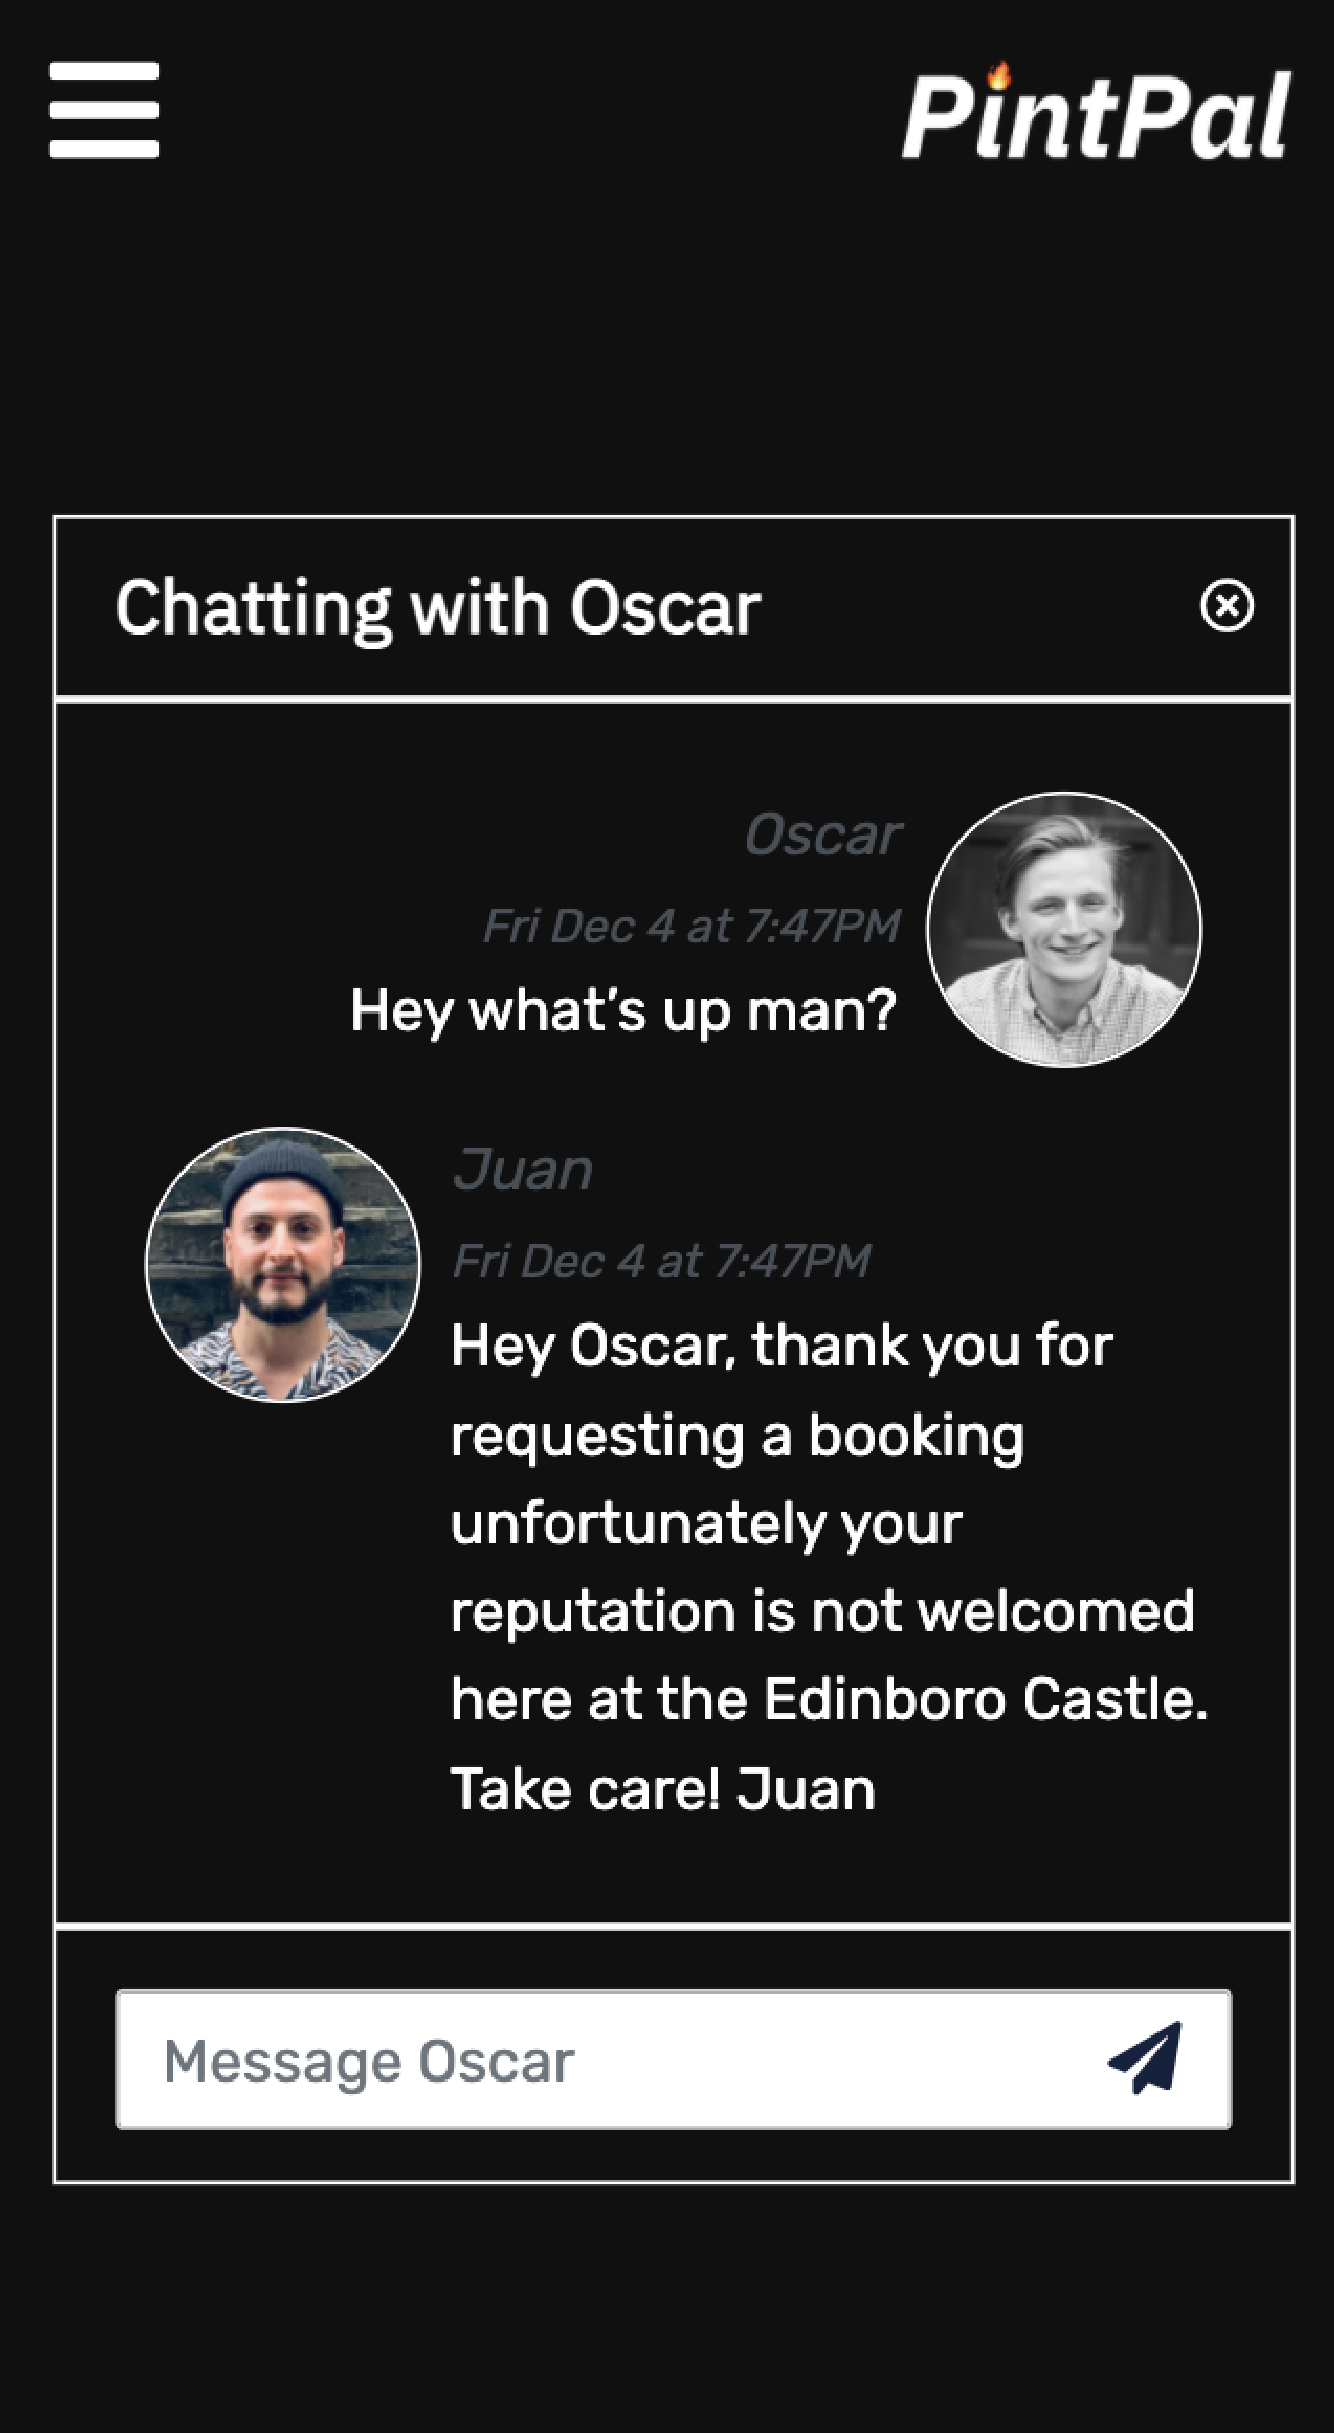 PintPal
Chatting with Oscar
Oscar
Fri Dec 4 at 7:47PM
Hey what's up man?
Juan
Fri Dec 4 at 7:47PM
Hey Oscar, thank you for
requesting a booking
unfortunately your
reputation is not welcomed
here at the Edinboro Castle.
Take care! Juan
Message Oscar